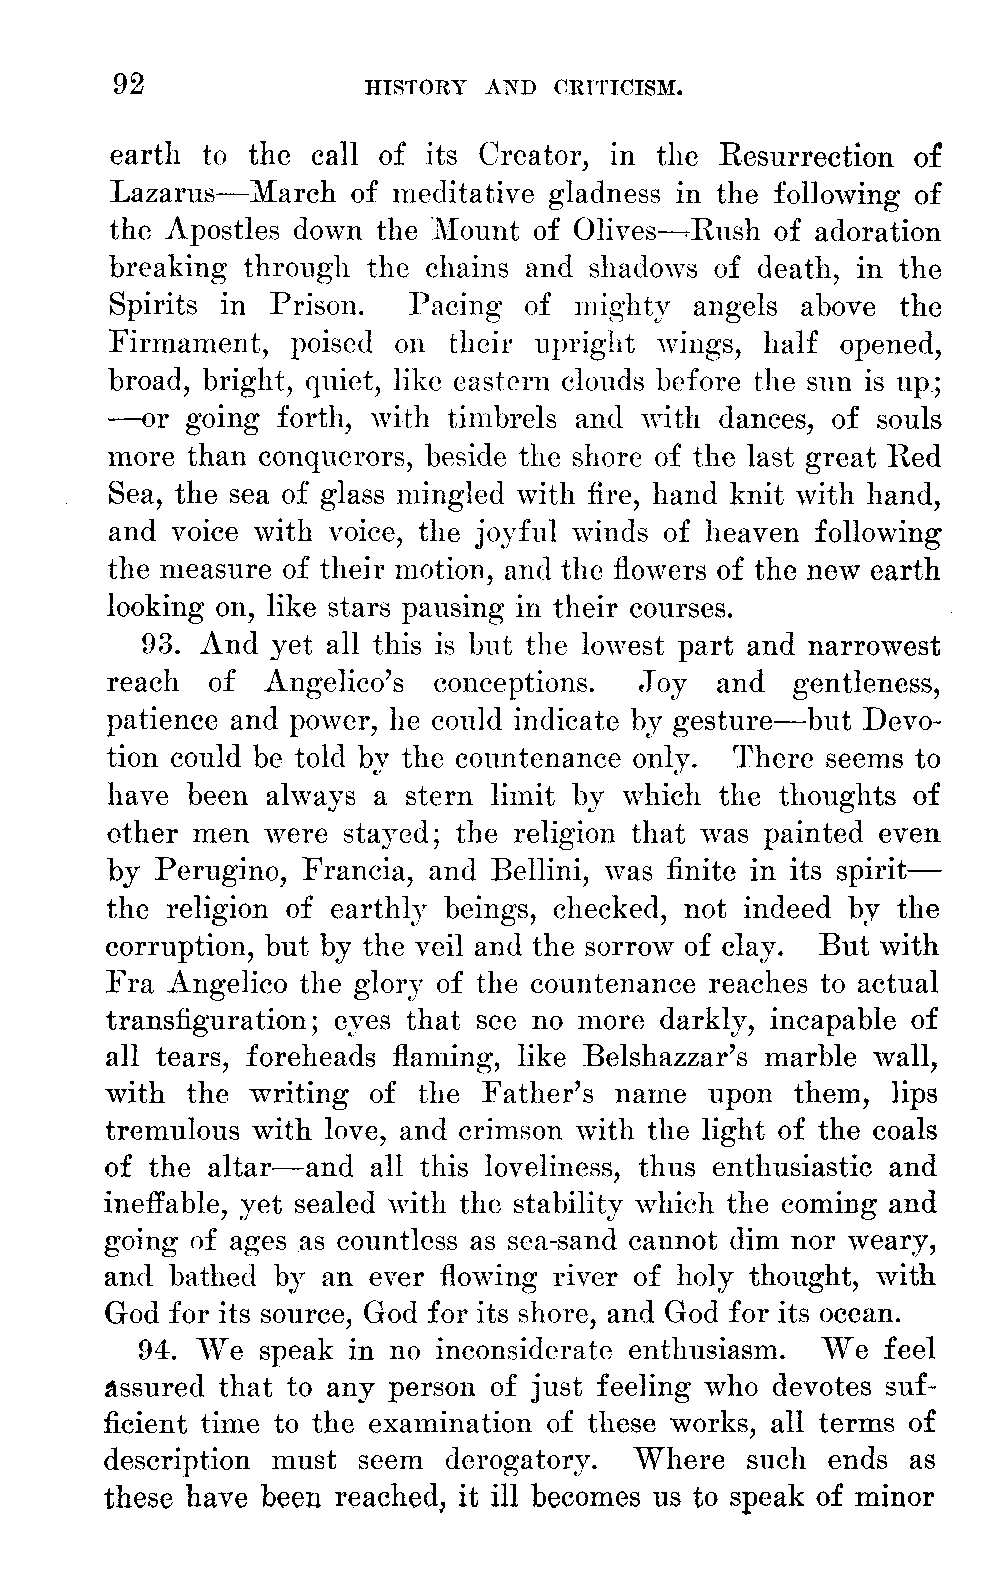 92 HISTORY AND CRITICISM.
earth to the call of its Creator, in the Resurrection of
Lazarus—March of meditative gladness in the following of
the Apostles down the Mount of Olives—Rush of adoration
breaking through the chains and shadows of death, in the
Spirits in Prison. Pacing of mighty angels above the
Firmament, poised on their upright wings, half opened,
broad, bright, quiet, like eastern clouds before the sun is up;
—or going forth, with timbrels and with dances, of souls
more than conquerors, beside the shore of the last great Red
Sea, the sea of glass mingled with fire, hand knit with hand,
and voice with voice, the joyful winds of heaven following
the measure of their motion, and the flowers of the new earth
looking on, like stars pausing in their courses.
93. And yet all this is but the lowest part and narrowest
reach of Angelico's conceptions. Joy and gentleness,
patience and power, he could indicate by gesture—but Devo-
tion could be told by the countenance only. There seems to
have been always a stern limit by which the thoughts of
other men were stayed; the religion that was painted even
by Perugino, Francia, and Bellini, was finite in its spirit—
the religion of earthly beings, checked, not indeed by the
corruption, but by the veil and the sorrow of clay. But with
Fra Angelico the glory of the countenance reaches to actual
transfiguration; eyes that see no more darkly, incapable of
all tears, foreheads flaming, like Belshazzar's marble wall,
with the writing of the Father's name upon them, lips
tremulous with love, and crimson with the light of the coals
of the altar—and all this loveliness, thus enthusiastic and
ineffable, yet sealed with the stability which the coming and
going of ages as countless as sea-sand cannot dim nor weary,
and bathed by an ever flowing river of holy thought, with
God for its source, God for its shore, and God for its ocean.
94. We speak in no inconsiderate enthusiasm. We feel
assured that to any person of just feeling who devotes suf-
ficient time to the examination of these works, all terms of
description must seem derogatory. Where such ends as
these have been reached, it ill becomes us to speak of minor